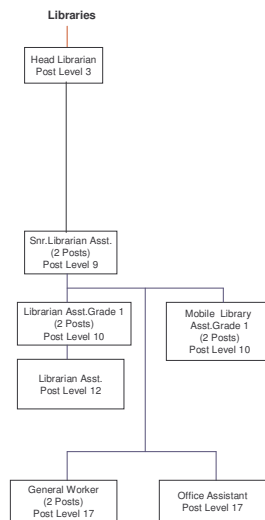 Libraries
Head Librarian
Post Level 3
Snr.Librarian Asst.
(2 Posts)
Post Level 9
Librarian Asst.Grade 1
(2 Posts)
Post Level 10
Mobile Library
Asst.Grade 1
(2 Posts)
Post Level 10
Librarian Asst.
Post Level 12
General Worker
(2 Posts)
Post Level 17
Office Assistant
Post Level 17